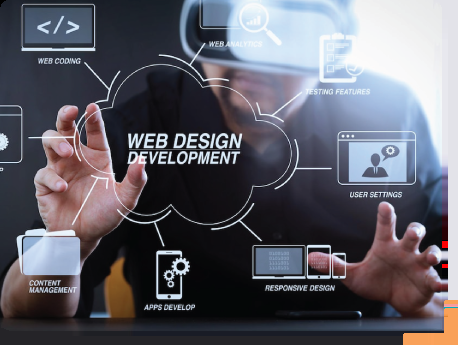 </>
WEB CODING
WEB ANALYTICS
TESTING FEATURES
WEB DESIGN
DEVELOPMENT
USER SETTINGS
CONTENT
MANAGEMENT
APPS DEVELOP
RESPONSIVE DESIGN